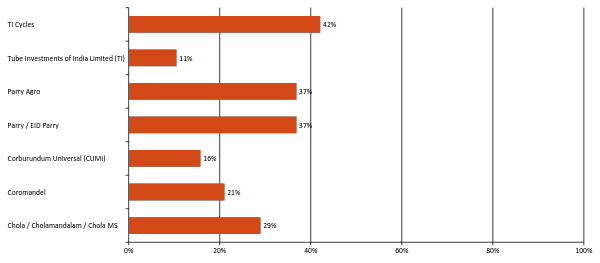 TI Cycles 42%
Tube Investments of India Limited (TI) 11%
Parry Agro 37%
Parry / EID Parry 37%
Corburundum Universal (CUMI) 16%
Coromandel 21%
Chola / Cholamandalam / Chola MS 29%
0% 20% 40% 60% 80% 100%